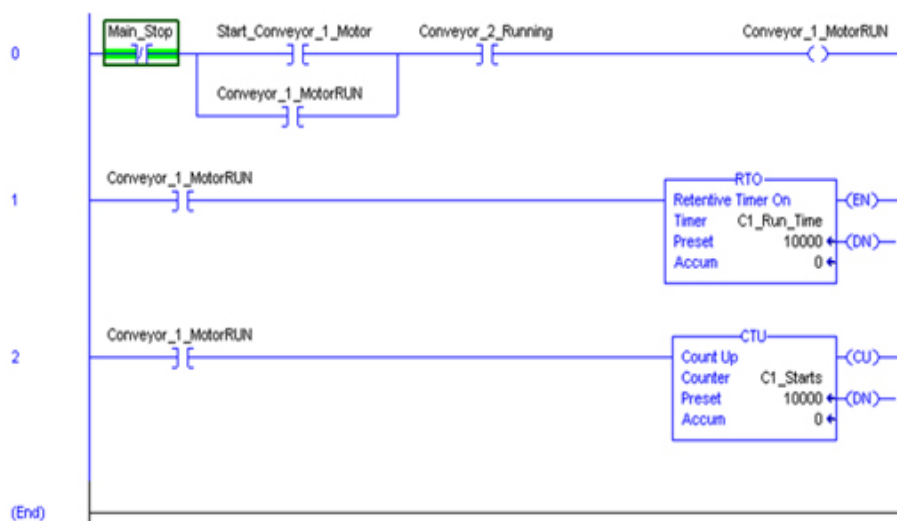 Main_Stop Start_Conveyor_1_Motor Conveyor_2_Running Conveyor_1_MotorRUN
0
Conveyor_1_MotorRUN
Conveyor_1_MotorRUN
RTO
1
Retentive Timer On (EN)
Timer C1_Run_Time
Preset 10000 (DN)
Accum 0
Conveyor_1_MotorRUN
CTU
2
Count Up (CU)
Counter C1_Starts
Preset 10000 (DN)
Accum 0
(End)